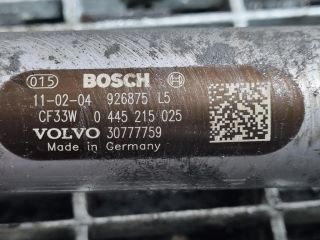 015 BOSCH
11-02-04 926875 L5
CF33W 0 445 215 025
VOLVO 30777759
Made in Germany